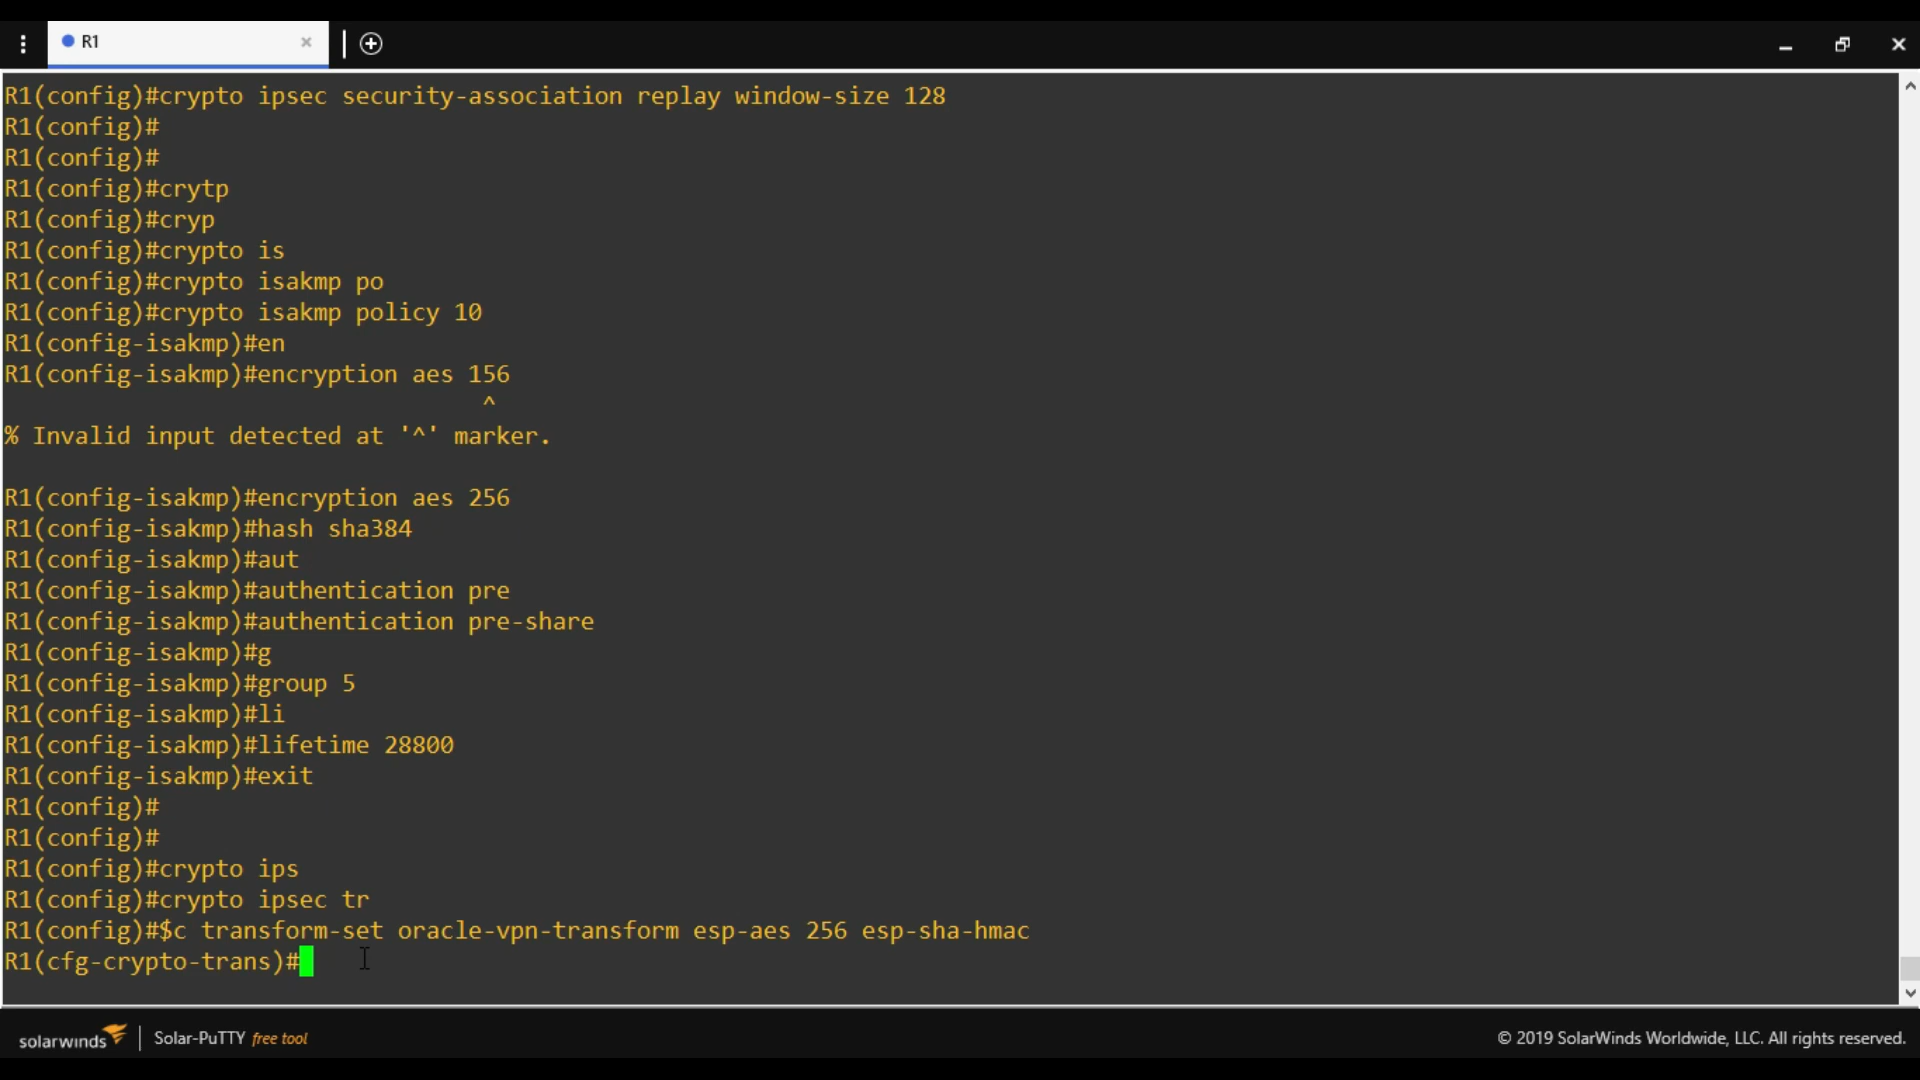 R1
R1(config)#crypto ipsec security-association replay window-size 128
R1(config)#
R1(config)#
R1(config)#crytp
R1(config)#cryp
R1(config)#crypto is
R1(config)#crypto isakmp po
R1(config)#crypto isakmp policy 10
R1(config-isakmp)#en
R1(config-isakmp)#encryption aes 156
^
% Invalid input detected at '^' marker.
R1(config-isakmp)#encryption aes 256
R1(config-isakmp)#hash sha384
R1(config-isakmp)#aut
R1(config-isakmp)#authentication pre
R1(config-isakmp)#authentication pre-share
R1(config-isakmp)#g
R1(config-isakmp)#group 5
R1(config-isakmp)#li
R1(config-isakmp)#lifetime 28800
R1(config-isakmp)#exit
R1(config)#
R1(config)#
R1(config)#crypto ips
R1(config)#crypto ipsec tr
R1(config)#$c transform-set oracle-vpn-transform esp-aes 256 esp-sha-hmac
R1(cfg-crypto-trans)#
solarwinds Solar-PuTTY free tool © 2019 SolarWinds Worldwide, LLC. All rights reserved.